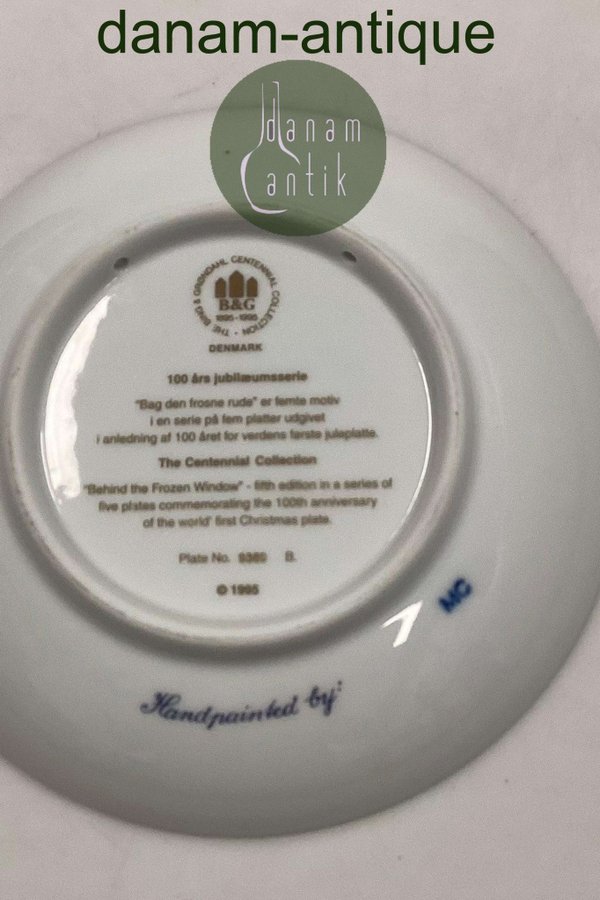 danam-antique
danam
antik
THE BING & GRØNDAHL CENTENNIAL COLLECTION
B&G
1895-1995
DENMARK
100 års jubilæumsserie
"Bag den frosne rude" er femte motiv
i en serie på fem platter udgivet
i anledning af 100 året for verdens første juleplatte.
The Centennial Collection
"Behind the Frozen Window" - fifth edition in a series of
five plates commemorating the 100th anniversary
of the world' first Christmas plate.
Plate No. B.
© 1995
MG
Handpainted by: